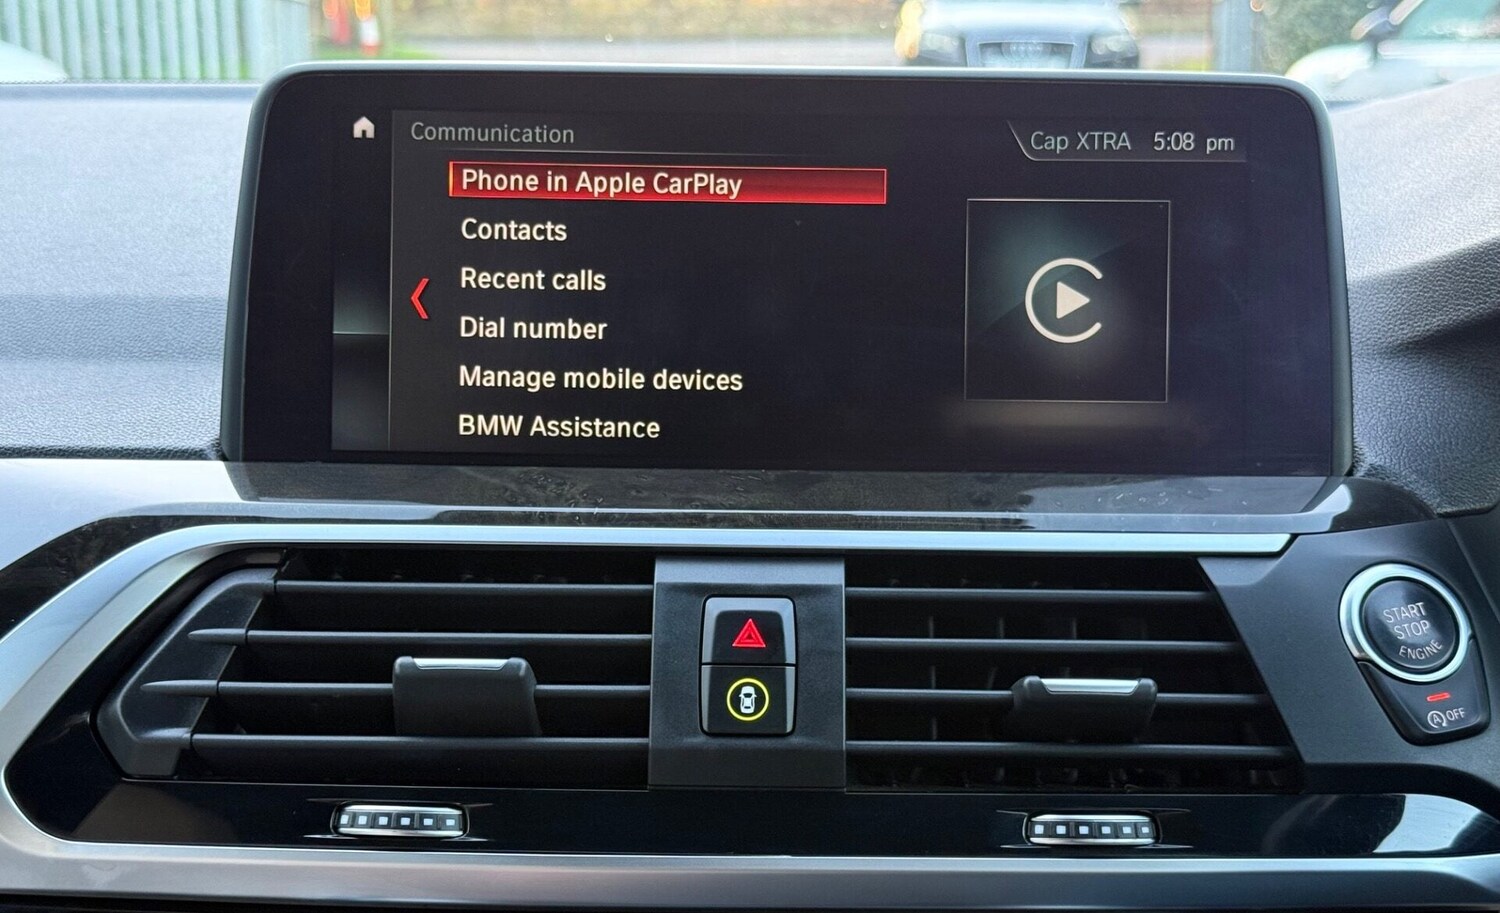 Communication
Cap XTRA 5:08 pm
Phone in Apple CarPlay
Contacts
Recent calls
Dial number
Manage mobile devices
BMW Assistance
START
STOP
ENGINE
A OFF